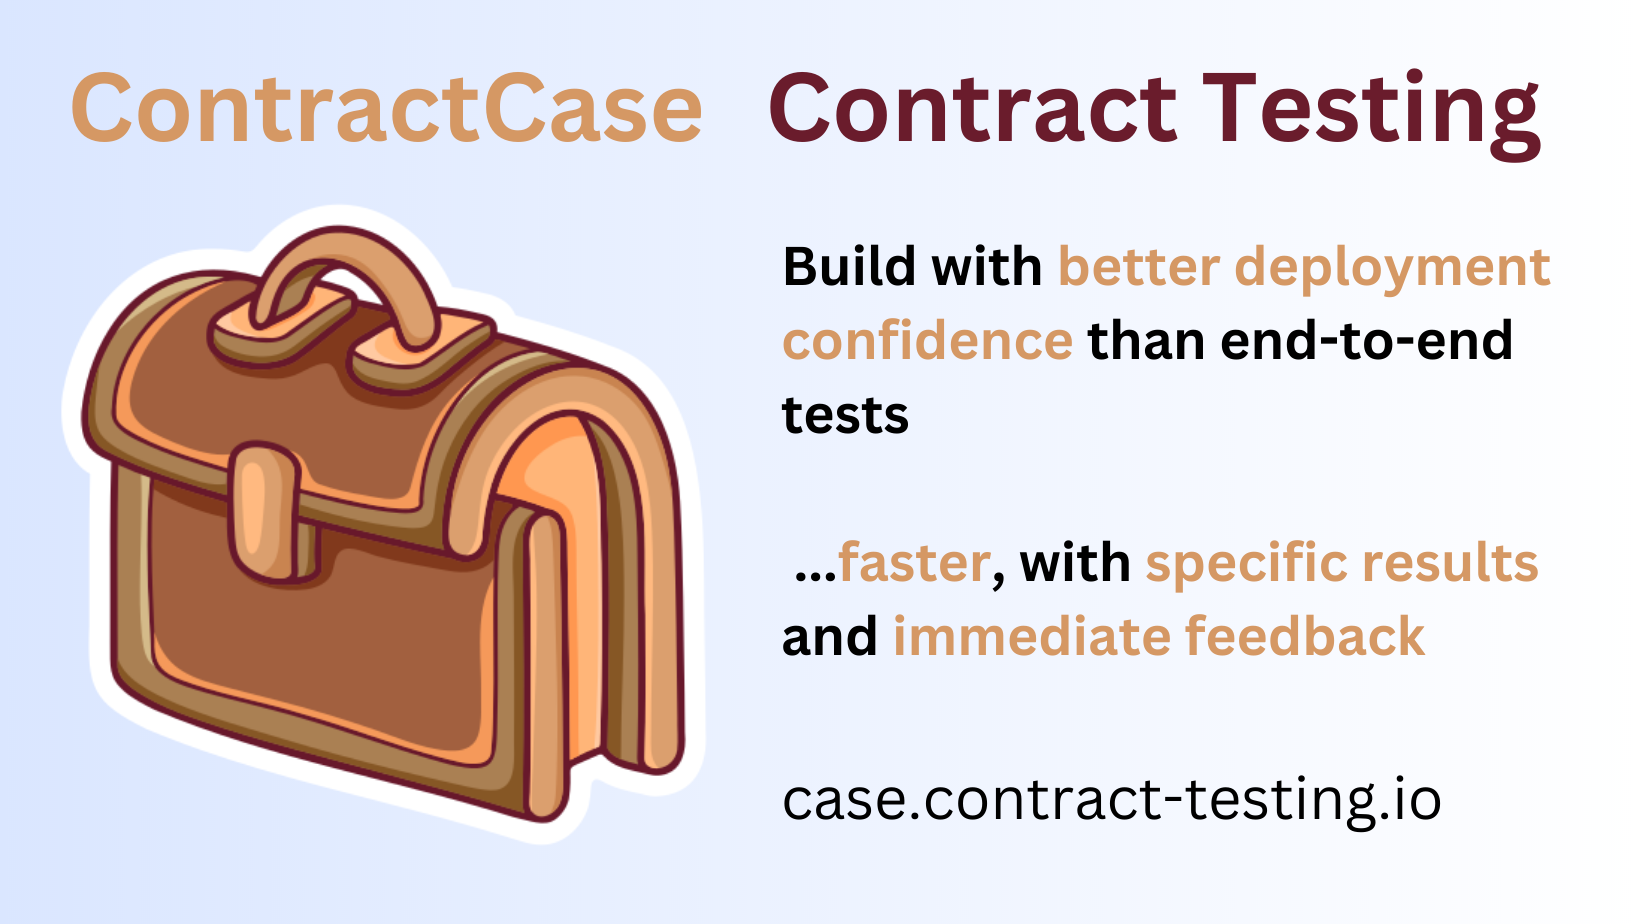 ContractCase Contract Testing
Build with better deployment
confidence than end-to-end
tests
...faster, with specific results
and immediate feedback
case.contract-testing.io